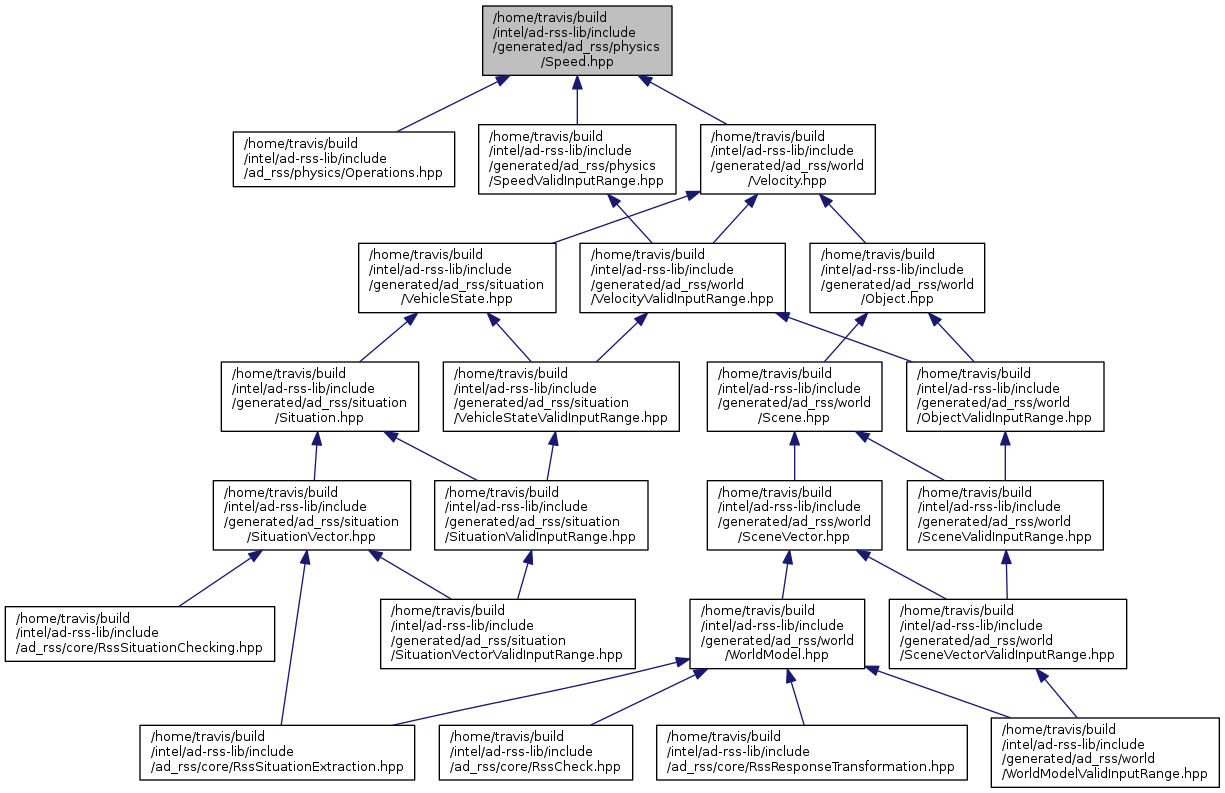 /home/travis/build
/intel/ad-rss-lib/include
/generated/ad_rss/physics
/Speed.hpp
/home/travis/build
/intel/ad-rss-lib/include
/ad_rss/physics/Operations.hpp
/home/travis/build
/intel/ad-rss-lib/include
/generated/ad_rss/physics
/SpeedValidInputRange.hpp
/home/travis/build
/intel/ad-rss-lib/include
/generated/ad_rss/world
/Velocity.hpp
/home/travis/build
/intel/ad-rss-lib/include
/generated/ad_rss/situation
/VehicleState.hpp
/home/travis/build
/intel/ad-rss-lib/include
/generated/ad_rss/world
/VelocityValidInputRange.hpp
/home/travis/build
/intel/ad-rss-lib/include
/generated/ad_rss/world
/Object.hpp
/home/travis/build
/intel/ad-rss-lib/include
/generated/ad_rss/situation
/Situation.hpp
/home/travis/build
/intel/ad-rss-lib/include
/generated/ad_rss/situation
/VehicleStateValidInputRange.hpp
/home/travis/build
/intel/ad-rss-lib/include
/generated/ad_rss/world
/Scene.hpp
/home/travis/build
/intel/ad-rss-lib/include
/generated/ad_rss/world
/ObjectValidInputRange.hpp
/home/travis/build
/intel/ad-rss-lib/include
/generated/ad_rss/situation
/SituationVector.hpp
/home/travis/build
/intel/ad-rss-lib/include
/generated/ad_rss/situation
/SituationValidInputRange.hpp
/home/travis/build
/intel/ad-rss-lib/include
/generated/ad_rss/world
/SceneVector.hpp
/home/travis/build
/intel/ad-rss-lib/include
/generated/ad_rss/world
/SceneValidInputRange.hpp
/home/travis/build
/intel/ad-rss-lib/include
/ad_rss/core/RssSituationChecking.hpp
/home/travis/build
/intel/ad-rss-lib/include
/generated/ad_rss/situation
/SituationVectorValidInputRange.hpp
/home/travis/build
/intel/ad-rss-lib/include
/generated/ad_rss/world
/WorldModel.hpp
/home/travis/build
/intel/ad-rss-lib/include
/generated/ad_rss/world
/SceneVectorValidInputRange.hpp
/home/travis/build
/intel/ad-rss-lib/include
/ad_rss/core/RssSituationExtraction.hpp
/home/travis/build
/intel/ad-rss-lib/include
/ad_rss/core/RssCheck.hpp
/home/travis/build
/intel/ad-rss-lib/include
/ad_rss/core/RssResponseTransformation.hpp
/home/travis/build
/intel/ad-rss-lib/include
/generated/ad_rss/world
/WorldModelValidInputRange.hpp